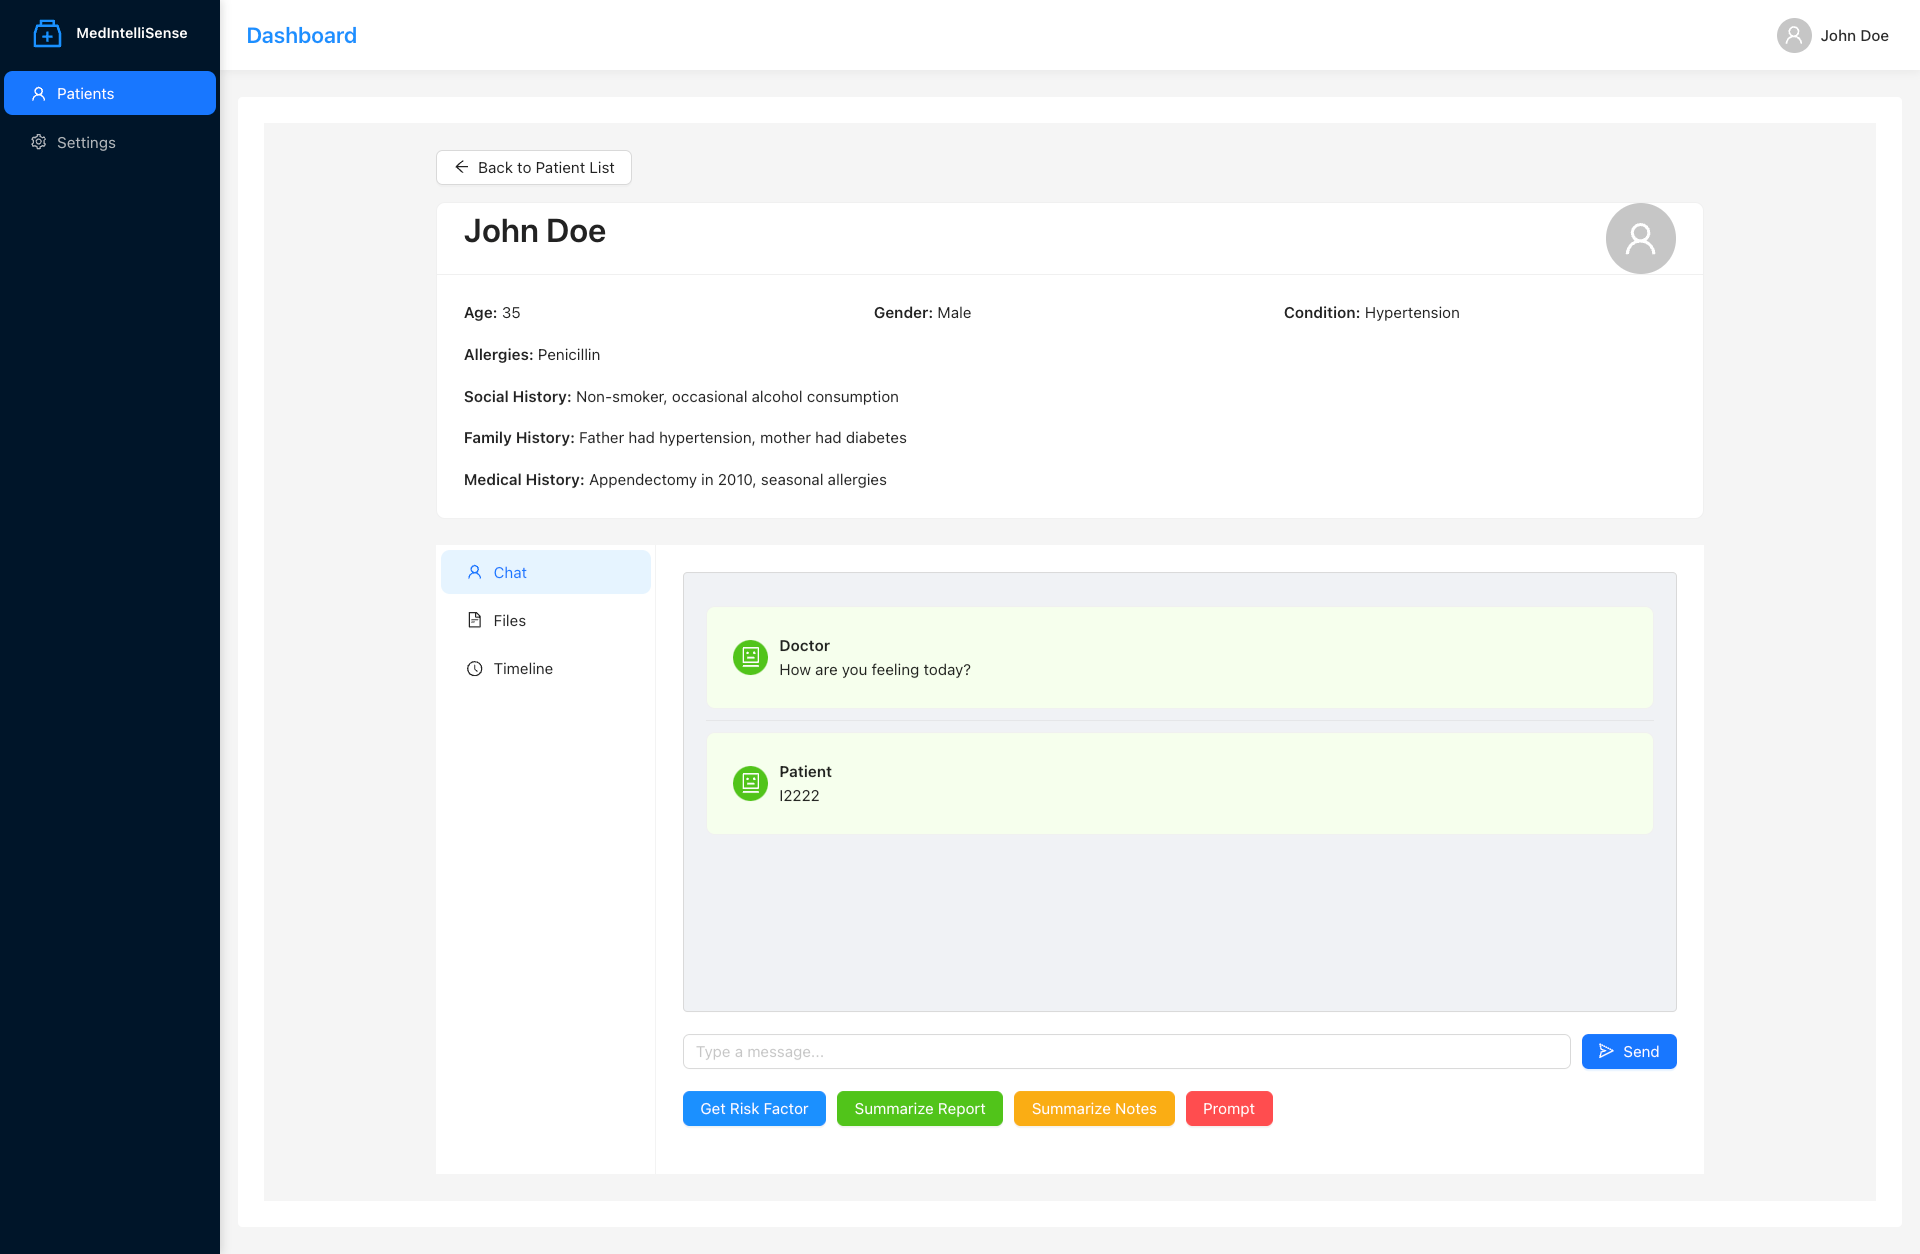 MedIntelliSense
Dashboard
John Doe
Patients
Settings
Back to Patient List
John Doe
Age: 35
Gender: Male
Condition: Hypertension
Allergies: Penicillin
Social History: Non-smoker, occasional alcohol consumption
Family History: Father had hypertension, mother had diabetes
Medical History: Appendectomy in 2010, seasonal allergies
Chat
Files
Timeline
Doctor
How are you feeling today?
Patient
I2222
Type a message...
Send
Get Risk Factor
Summarize Report
Summarize Notes
Prompt